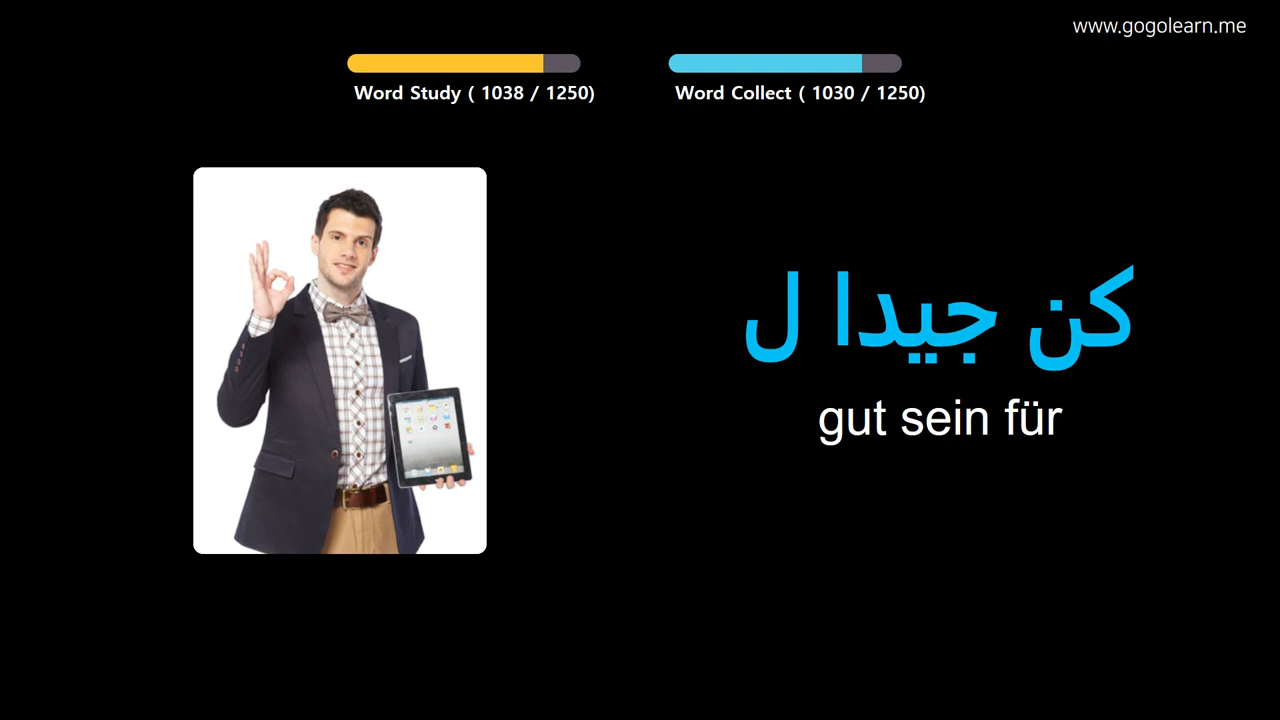 www.gogolearn.me
Word Study ( 1038 / 1250)
Word Collect ( 1030 / 1250)
كن جيدا ل
gut sein für